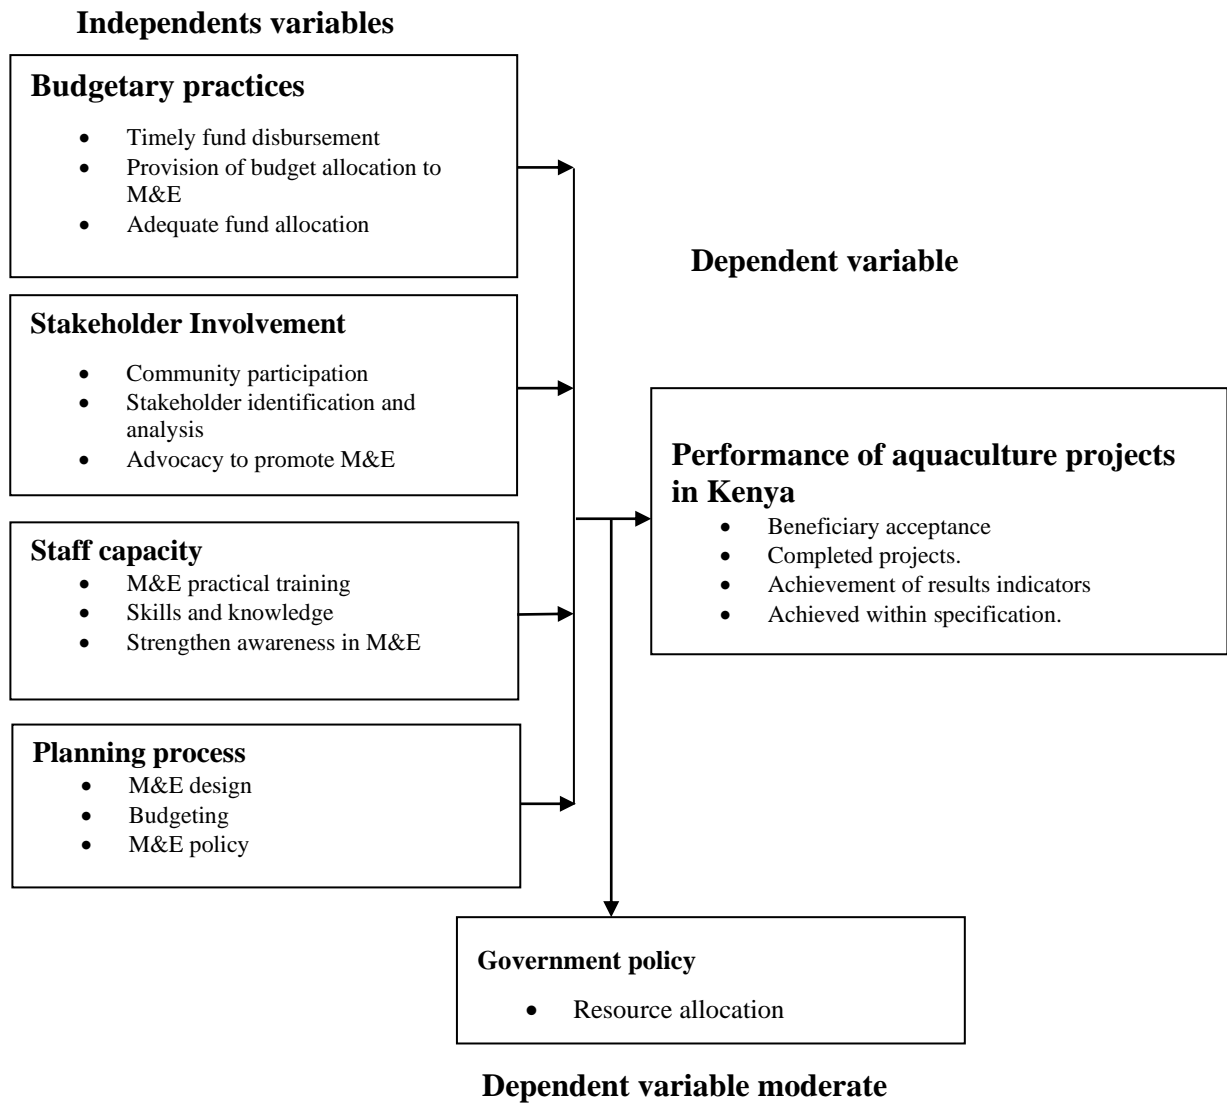 Independents variables
Budgetary practices
• Timely fund disbursement
• Provision of budget allocation to
M&E
• Adequate fund allocation
Stakeholder Involvement
• Community participation
• Stakeholder identification and
analysis
• Advocacy to promote M&E
Staff capacity
• M&E practical training
• Skills and knowledge
• Strengthen awareness in M&E
Planning process
• M&E design
• Budgeting
• M&E policy
Dependent variable
Performance of aquaculture projects
in Kenya
• Beneficiary acceptance
• Completed projects.
• Achievement of results indicators
• Achieved within specification.
Government policy
• Resource allocation
Dependent variable moderate